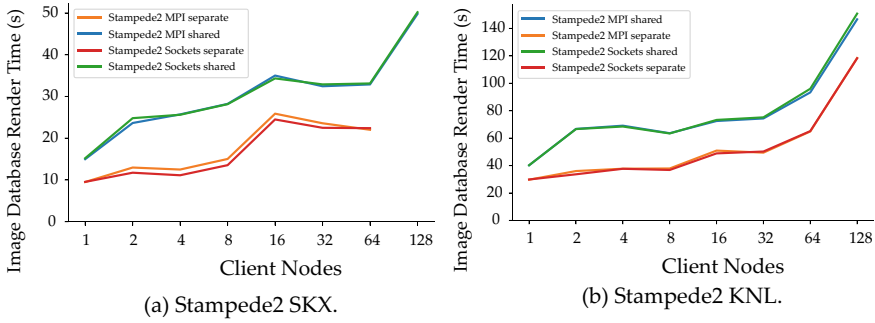 Image Database Render Time (s)
50
40
30
20
10
0
Stampede2 MPI separate
Stampede2 MPI shared
Stampede2 Sockets separate
Stampede2 Sockets shared
1 2 4 8 16 32 64 128
Client Nodes
(a) Stampede2 SKX.
Image Database Render Time (s)
140
120
100
80
60
40
20
0
Stampede2 MPI shared
Stampede2 MPI separate
Stampede2 Sockets shared
Stampede2 Sockets separate
1 2 4 8 16 32 64 128
Client Nodes
(b) Stampede2 KNL.